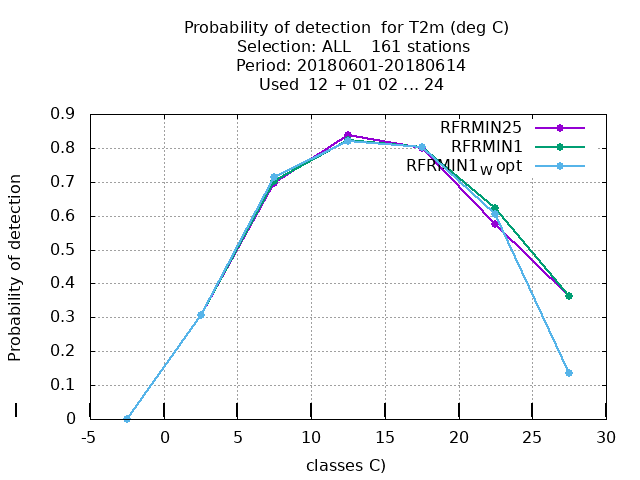 Probability of detection for T2m (deg C)
Selection: ALL 161 stations
Period: 20180601-20180614
Used 12 + 01 02 ... 24
RFRMIN25
RFRMIN1
RFRMIN1W opt
Probability of detection
0.9
0.8
0.7
0.6
0.5
0.4
0.3
0.2
0.1
0
-5 0 5 10 15 20 25 30
classes C)